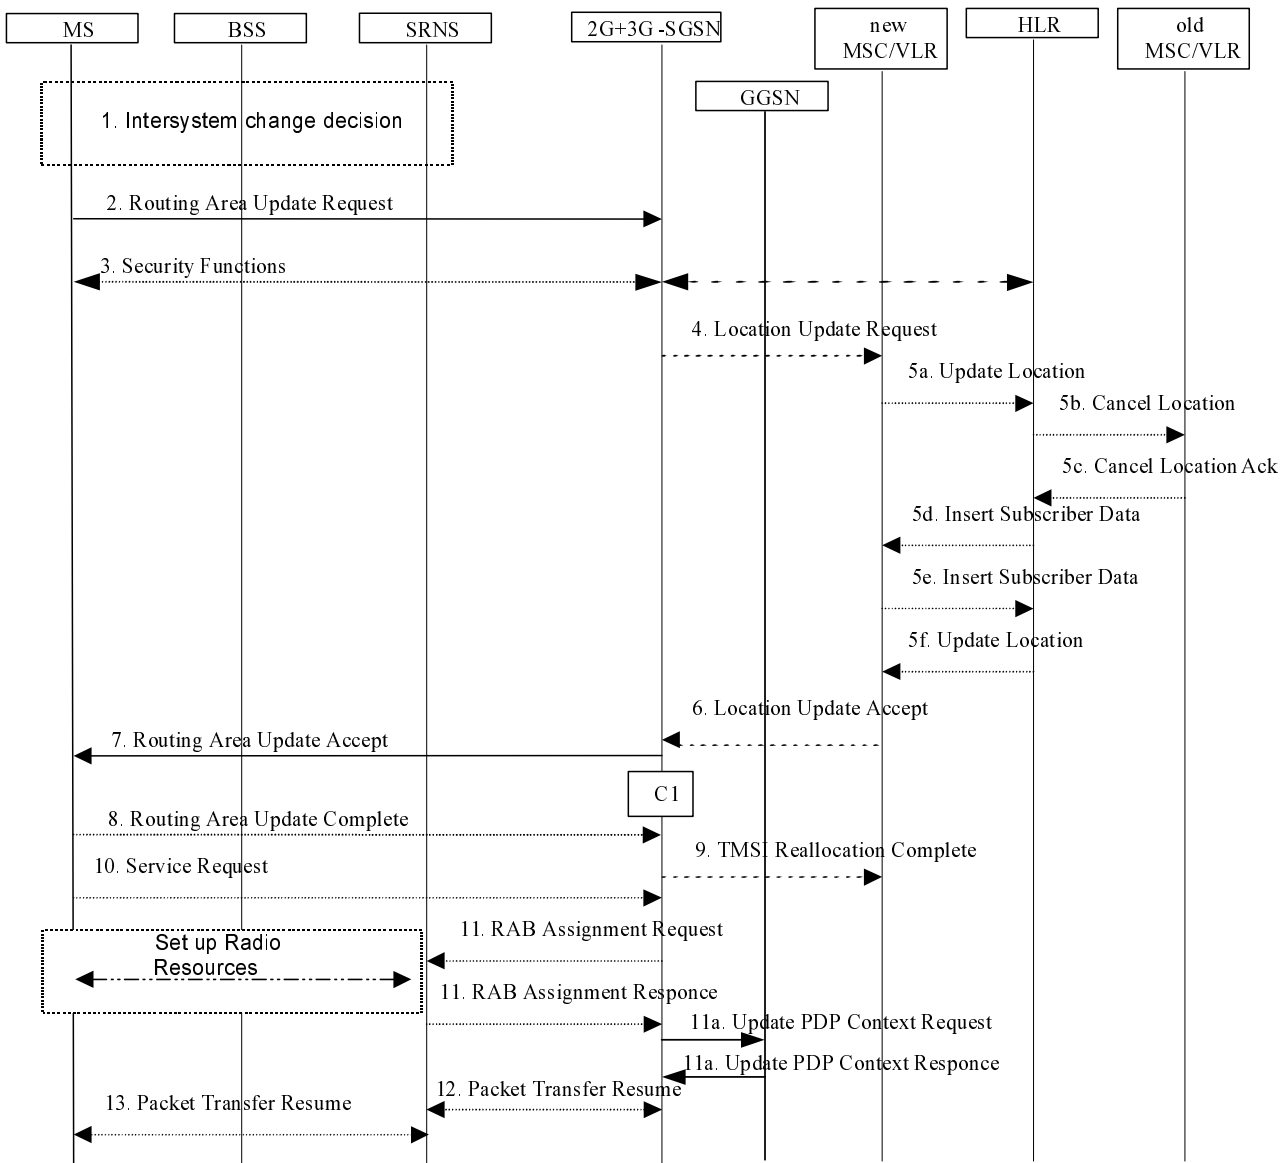 MS
BSS
SRNS
2G+3G -SGSN
new
MSC/VLR
HLR
old
MSC/VLR
GGSN
1. Intersystem change decision
2. Routing Area Update Request
3. Security Functions
4. Location Update Request
5a. Update Location
5b. Cancel Location
5c. Cancel Location Ack
5d. Insert Subscriber Data
5e. Insert Subscriber Data
5f. Update Location
6. Location Update Accept
7. Routing Area Update Accept
C1
8. Routing Area Update Complete
9. TMSI Reallocation Complete
10. Service Request
11. RAB Assignment Request
Set up Radio
Resources
11. RAB Assignment Responce
11a. Update PDP Context Request
11a. Update PDP Context Responce
12. Packet Transfer Resume
13. Packet Transfer Resume